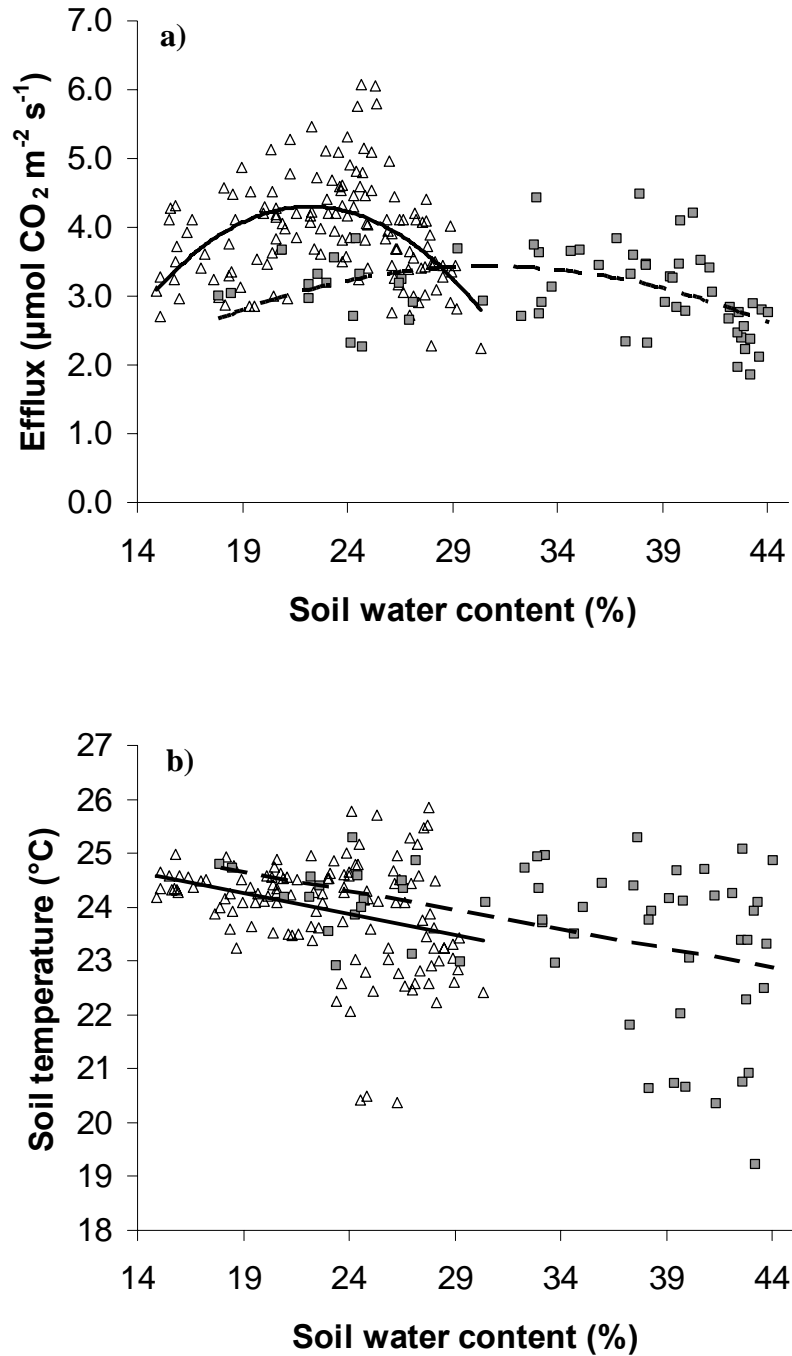 a)
7.0
6.0
5.0
4.0
3.0
2.0
1.0
0.0
Efflux (µmol CO₂ m⁻² s⁻¹)
14 19 24 29 34 39 44
Soil water content (%)
b)
27
26
25
24
23
22
21
20
19
18
Soil temperature (°C)
14 19 24 29 34 39 44
Soil water content (%)